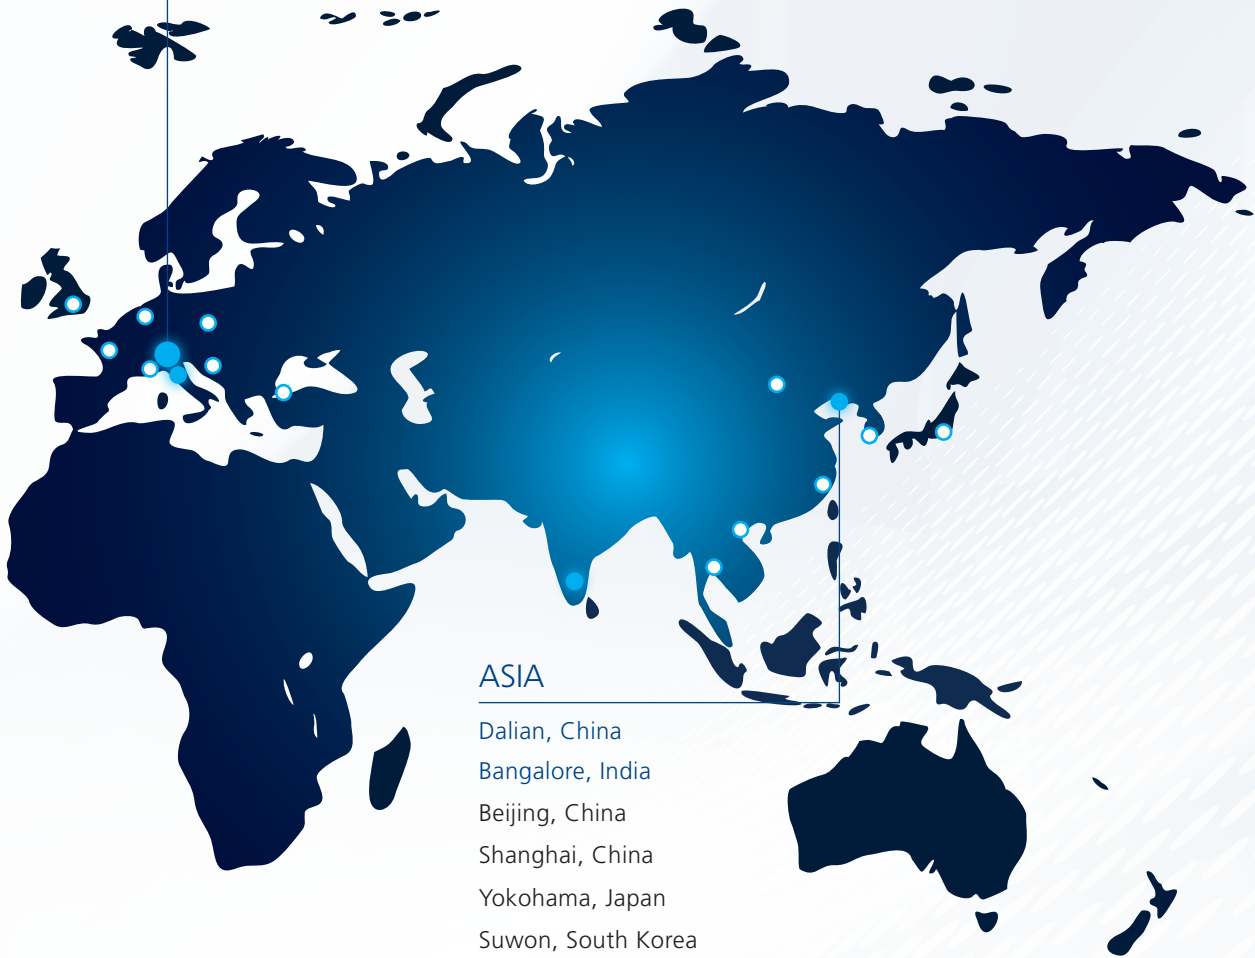 ASIA
Dalian, China
Bangalore, India
Beijing, China
Shanghai, China
Yokohama, Japan
Suwon, South Korea